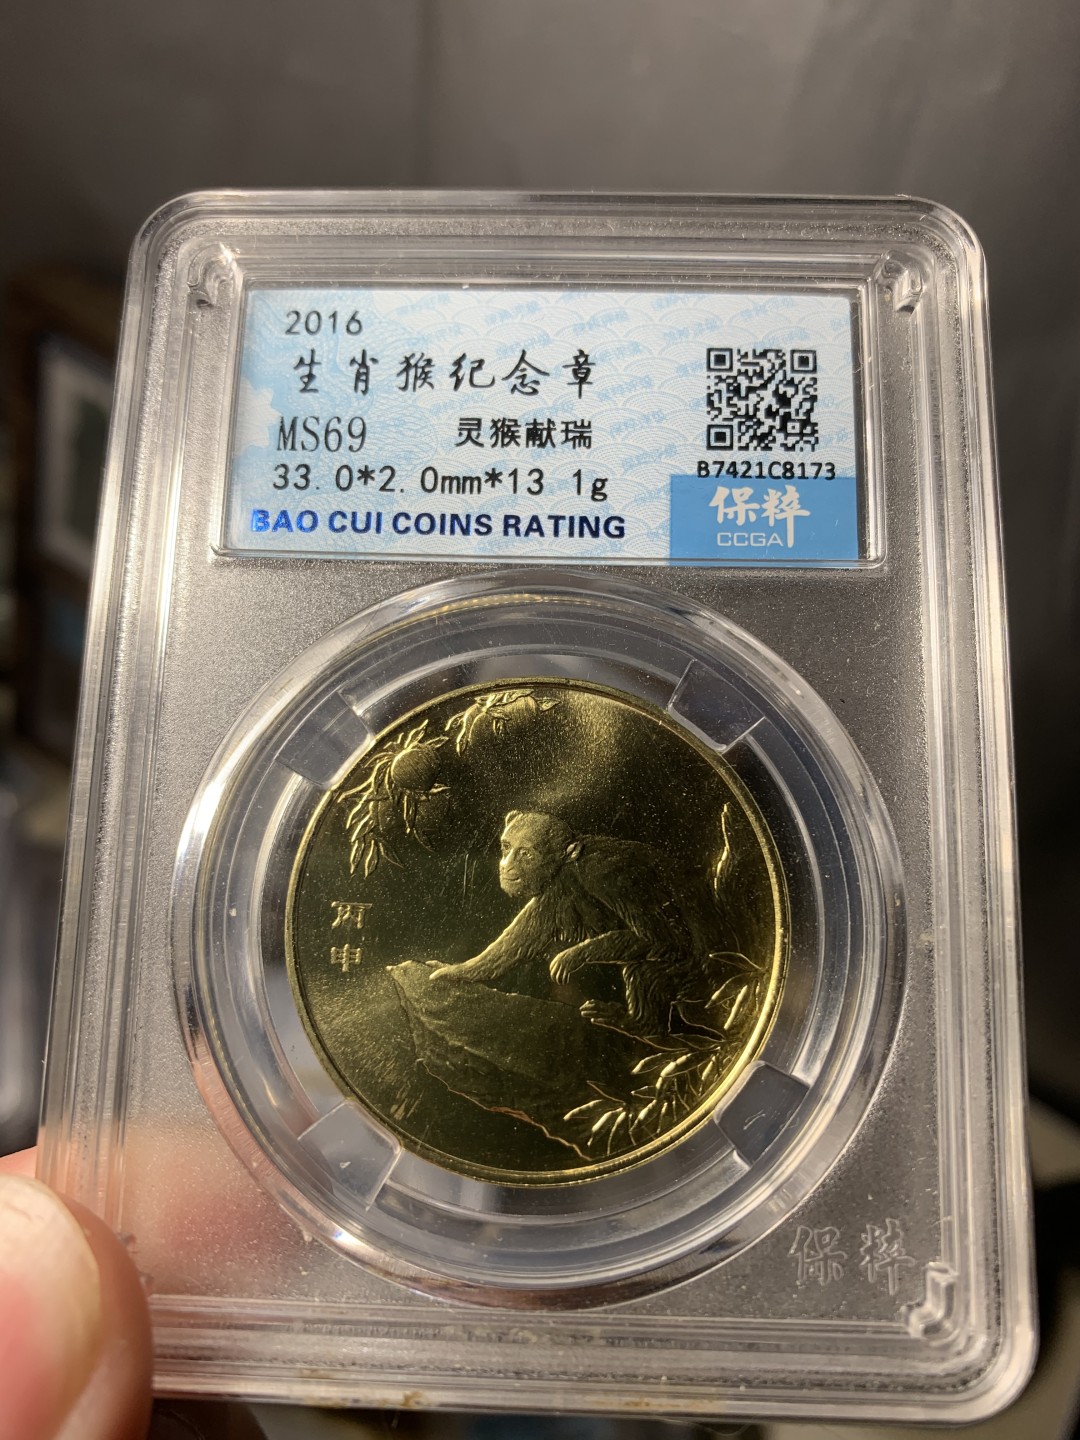 2016
生肖猴纪念章
MS69 灵猴献瑞
33.0*2.0mm*13.1g
B7421C8173
BAO CUI COINS RATING
保粹
CCGA
丙
申
保粹